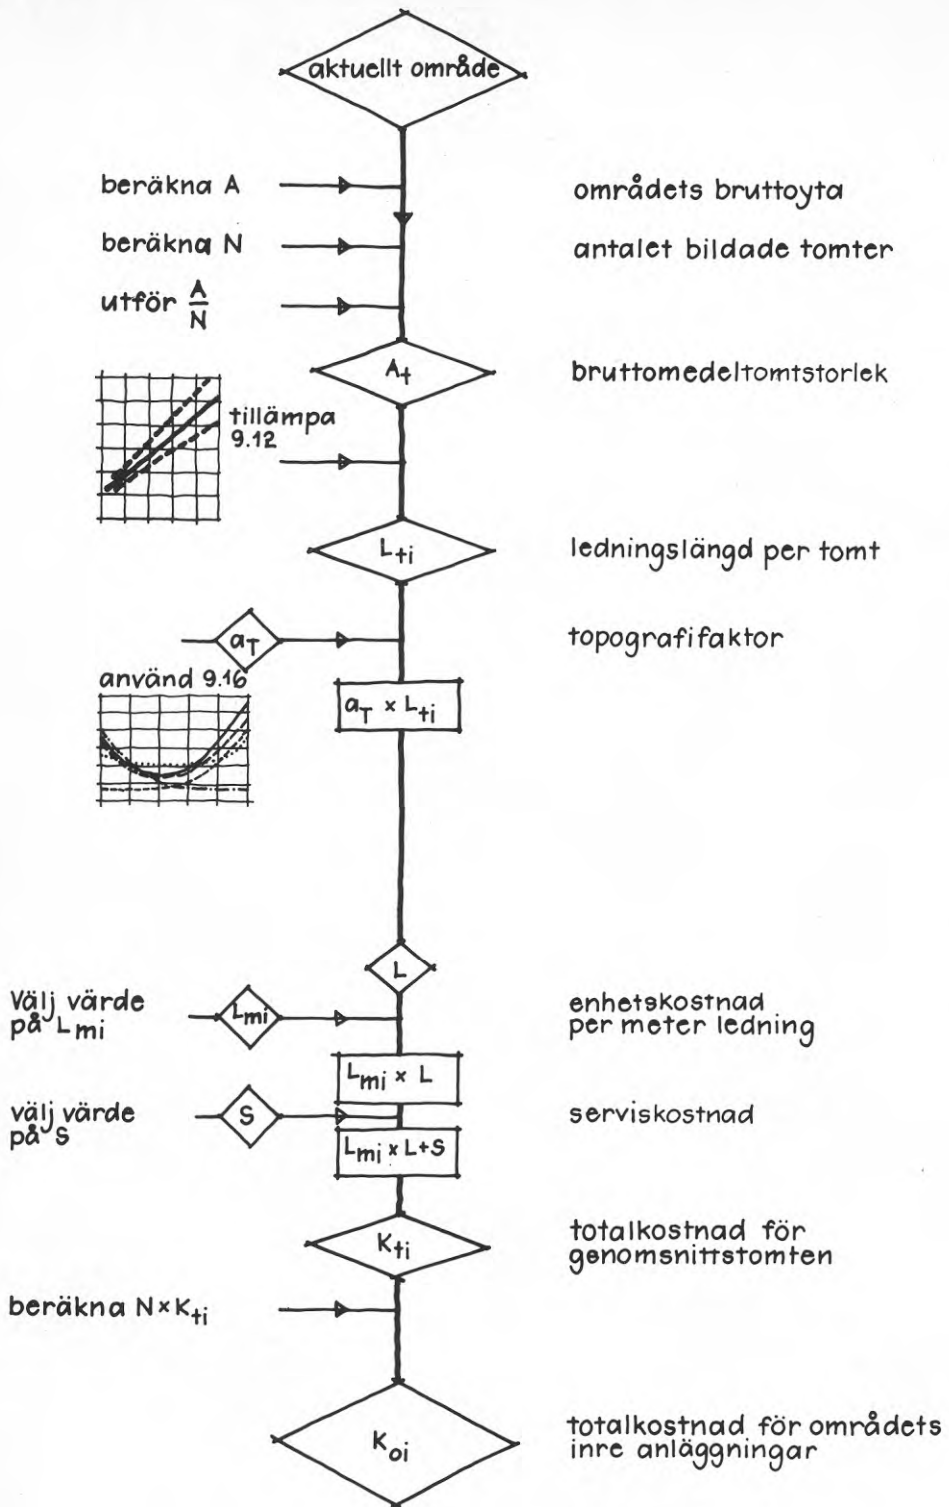 aktuellt område
beräkna A
områdets bruttoyta
beräkna N
antalet bildade tomter
utför A/N
A_t
bruttomedeltomtstorlek
tillämpa
9.12
L_ti
ledningslängd per tomt
a_T
topografifaktor
använd 9.16
a_T × L_ti
L
Välj värde
på L_mi
L_mi
enhetskostnad
per meter ledning
L_mi × L
välj värde
på S
S
serviskostnad
L_mi × L+S
K_ti
totalkostnad för
genomsnittstomten
beräkna N×K_ti
K_oi
totalkostnad för områdets
inre anläggningar